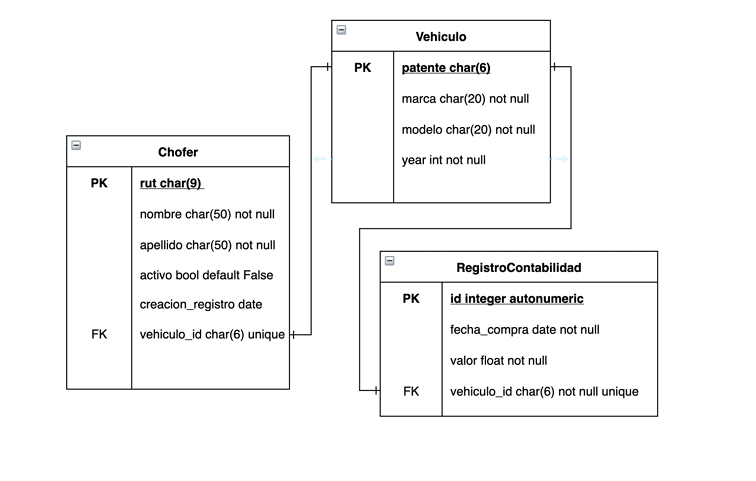 Vehiculo
PK patente char(6)
marca char(20) not null
modelo char(20) not null
year int not null
Chofer
PK rut char(9)
nombre char(50) not null
apellido char(50) not null
activo bool default False
creacion_registro date
FK vehiculo_id char(6) unique
RegistroContabilidad
PK id integer autonumeric
fecha_compra date not null
valor float not null
FK vehiculo_id char(6) not null unique